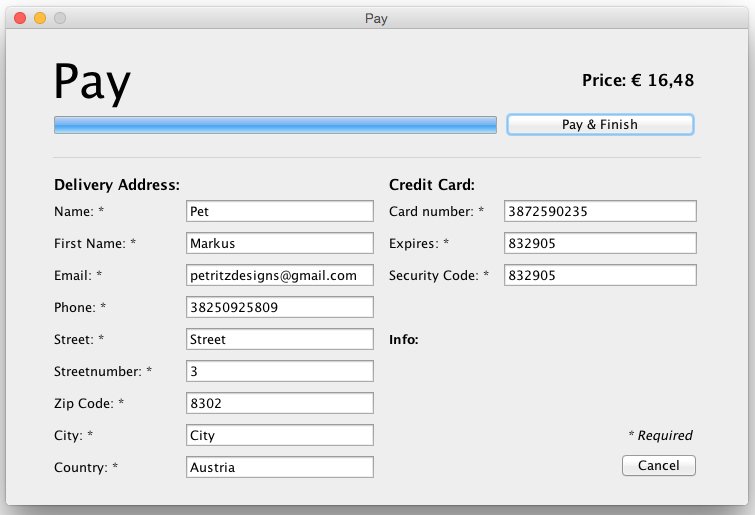 Pay
Pay
Price: € 16,48
Pay & Finish
Delivery Address:
Name: * Pet
First Name: * Markus
Email: * petritzdesigns@gmail.com
Phone: * 38250925809
Street: * Street
Streetnumber: * 3
Zip Code: * 8302
City: * City
Country: * Austria
Credit Card:
Card number: * 3872590235
Expires: * 832905
Security Code: * 832905
Info:
* Required
Cancel